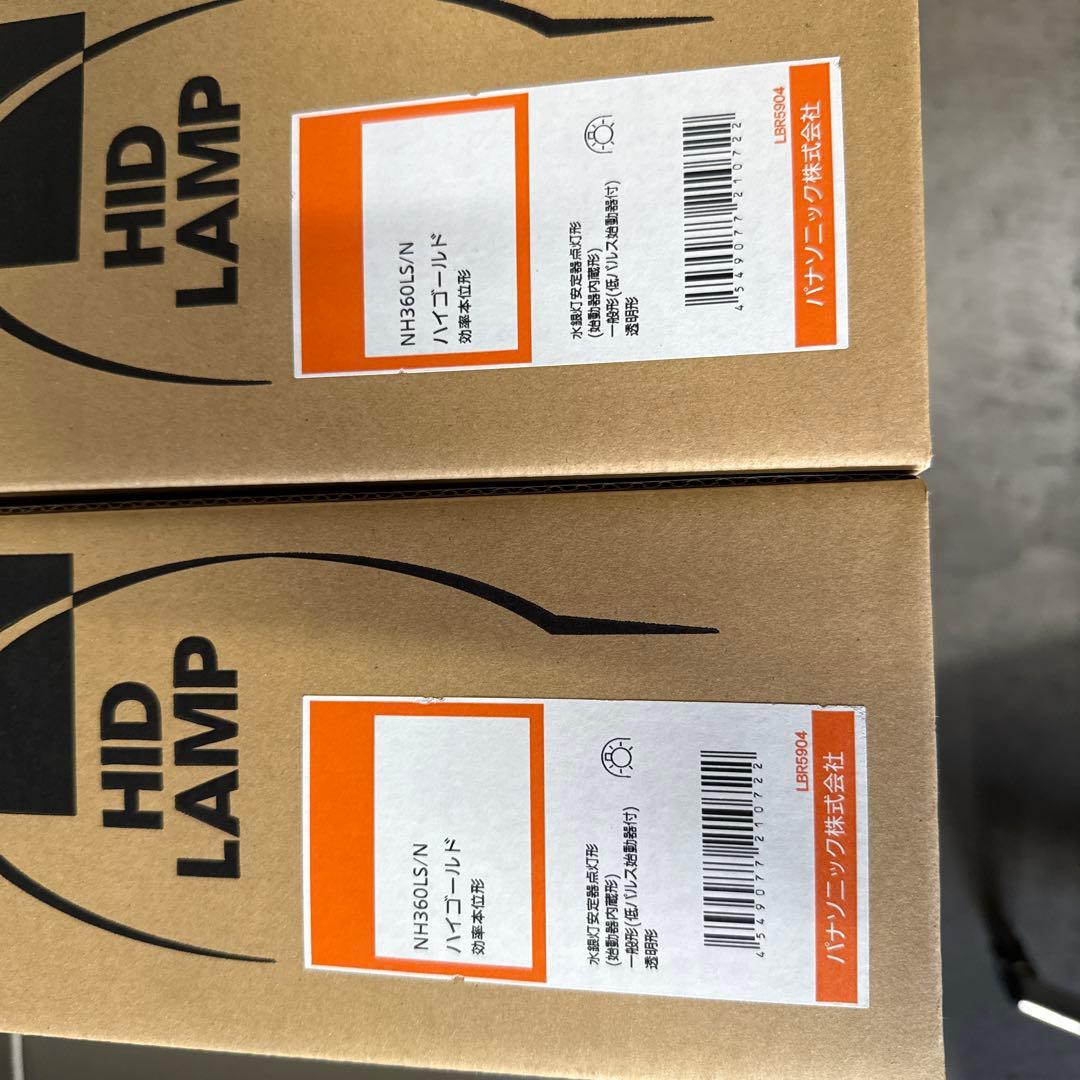 HID
LAMP
NH360LS/N
ハイゴールド
効率本位形
水銀灯安定器点灯形
(始動器内蔵形)
一般形(低パルス始動器付)
透明形
4549077210722
LBR5904
パナソニック株式会社
HID
LAMP
NH360LS/N
ハイゴールド
効率本位形
水銀灯安定器点灯形
(始動器内蔵形)
一般形(低パルス始動器付)
透明形
4549077210722
LBR5904
パナソニック株式会社